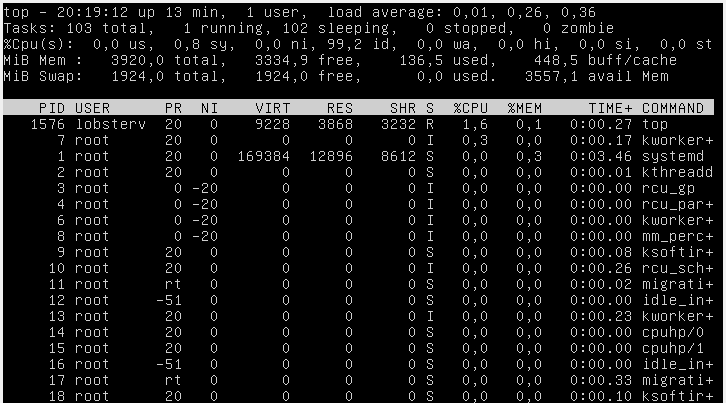 top - 20:19:12 up 13 min,  1 user,  load average: 0,01, 0,26, 0,36
Tasks: 103 total,   1 running, 102 sleeping,   0 stopped,   0 zombie
%Cpu(s):  0,0 us,  0,8 sy,  0,0 ni, 99,2 id,  0,0 wa,  0,0 hi,  0,0 si,  0,0 st
MiB Mem :   3920,0 total,   3334,9 free,    136,5 used,    448,5 buff/cache
MiB Swap:   1924,0 total,   1924,0 free,      0,0 used.   3557,1 avail Mem
PID USER      PR  NI    VIRT    RES    SHR S  %CPU  %MEM     TIME+ COMMAND
1576 lobsterv  20   0    9228   3868   3232 R   1,6   0,1   0:00.27 top
7 root      20   0       0      0      0 I   0,3   0,0   0:00.17 kworker+
1 root      20   0  169384  12896   8612 S   0,0   0,3   0:03.46 systemd
2 root      20   0       0      0      0 S   0,0   0,0   0:00.01 kthreadd
3 root       0 -20       0      0      0 I   0,0   0,0   0:00.00 rcu_gp
4 root       0 -20       0      0      0 I   0,0   0,0   0:00.00 rcu_par+
6 root       0 -20       0      0      0 I   0,0   0,0   0:00.00 kworker+
8 root       0 -20       0      0      0 I   0,0   0,0   0:00.00 mm_perc+
9 root      20   0       0      0      0 S   0,0   0,0   0:00.08 ksoftir+
10 root      20   0       0      0      0 I   0,0   0,0   0:00.26 rcu_sch+
11 root      rt   0       0      0      0 S   0,0   0,0   0:00.02 migrati+
12 root     -51   0       0      0      0 S   0,0   0,0   0:00.00 idle_in+
13 root      20   0       0      0      0 I   0,0   0,0   0:00.23 kworker+
14 root      20   0       0      0      0 S   0,0   0,0   0:00.00 cpuhp/0
15 root      20   0       0      0      0 S   0,0   0,0   0:00.00 cpuhp/1
16 root     -51   0       0      0      0 S   0,0   0,0   0:00.00 idle_in+
17 root      rt   0       0      0      0 S   0,0   0,0   0:00.33 migrati+
18 root      20   0       0      0      0 S   0,0   0,0   0:00.10 ksoftir+